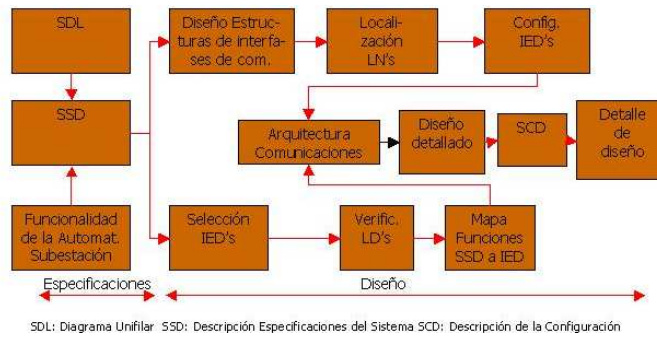 SDL
Diseño Estruc-
turas de interfa-
ses de com.
Locali-
zación
LN's
Config.
IED's
SSD
Arquitectura
Comunicaciones
Diseño
detallado
SCD
Detalle
de
diseño
Funcionalidad
de la Automat.
Subestación
Selección
IED's
Verific.
LD's
Mapa
Funciones
SSD a IED
Especificaciones
Diseño
SDL: Diagrama Unifilar SSD: Descripción Especificaciones del Sistema SCD: Descripción de la Configuración